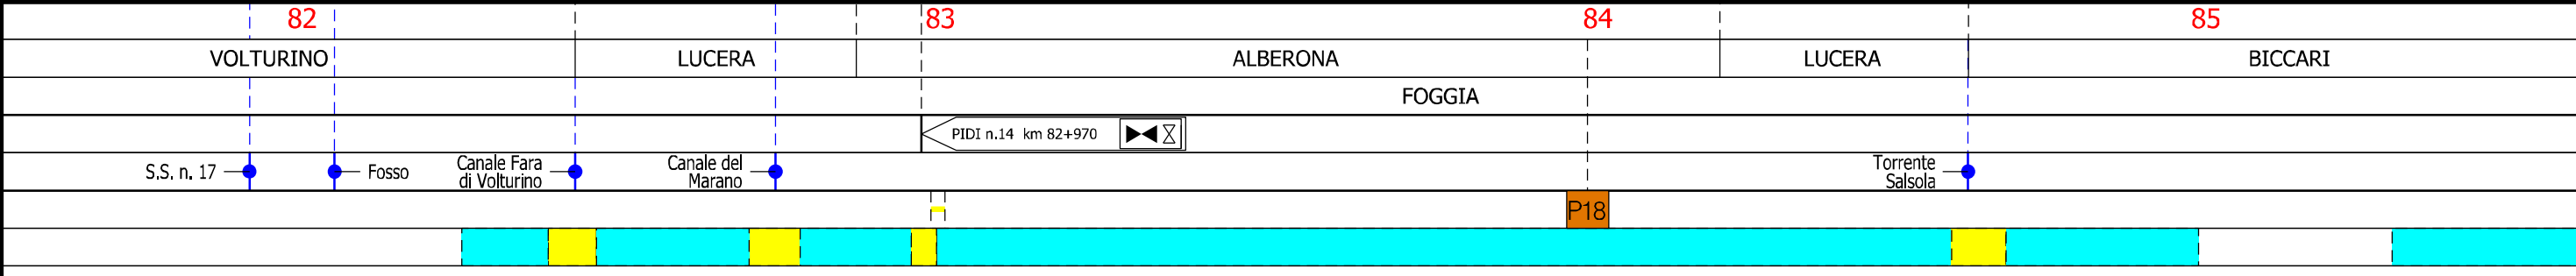 82 83 84 85
VOLTURINO LUCERA ALBERONA LUCERA BICCARI
FOGGIA
PIDI n.14 km 82+970
S.S. n. 17
Fosso
Canale Fara
di Volturino
Canale del
Marano
Torrente
Salsola
P18